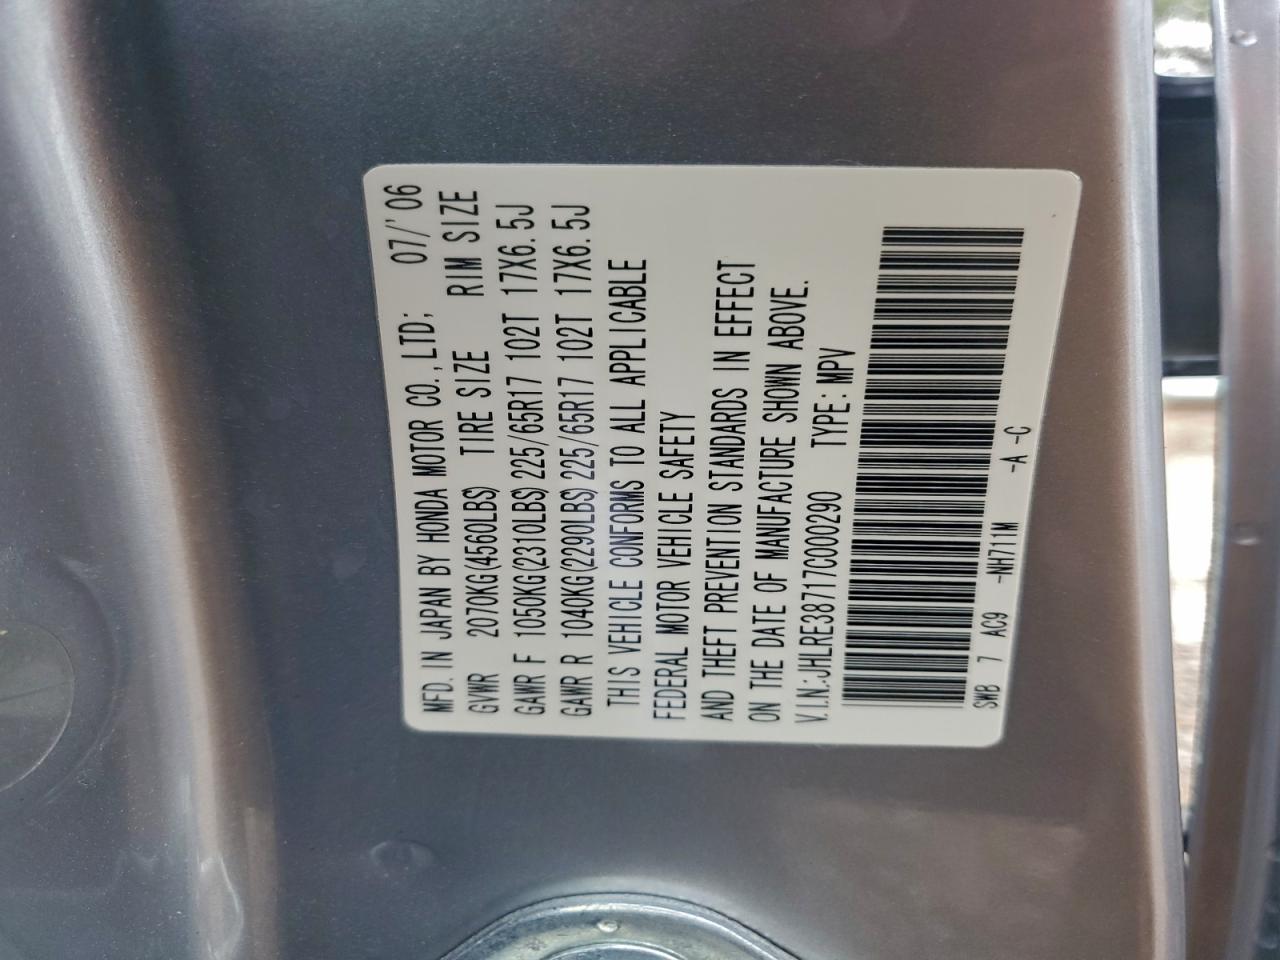 MFD. IN JAPAN BY HONDA MOTOR CO., LTD; 07/'06
GVWR 2070KG(4560LBS) TIRE SIZE RIM SIZE
GAWR F 1050KG(2310LBS) 225/65R17 102T 17X6.5J
GAWR R 1040KG(2290LBS) 225/65R17 102T 17X6.5J
THIS VEHICLE CONFORMS TO ALL APPLICABLE
FEDERAL MOTOR VEHICLE SAFETY
AND THEFT PREVENTION STANDARDS IN EFFECT
ON THE DATE OF MANUFACTURE SHOWN ABOVE.
V.I.N.:JHLRE38717C000290 TYPE:MPV
SWB 7 AC9 -NH711M -A -C